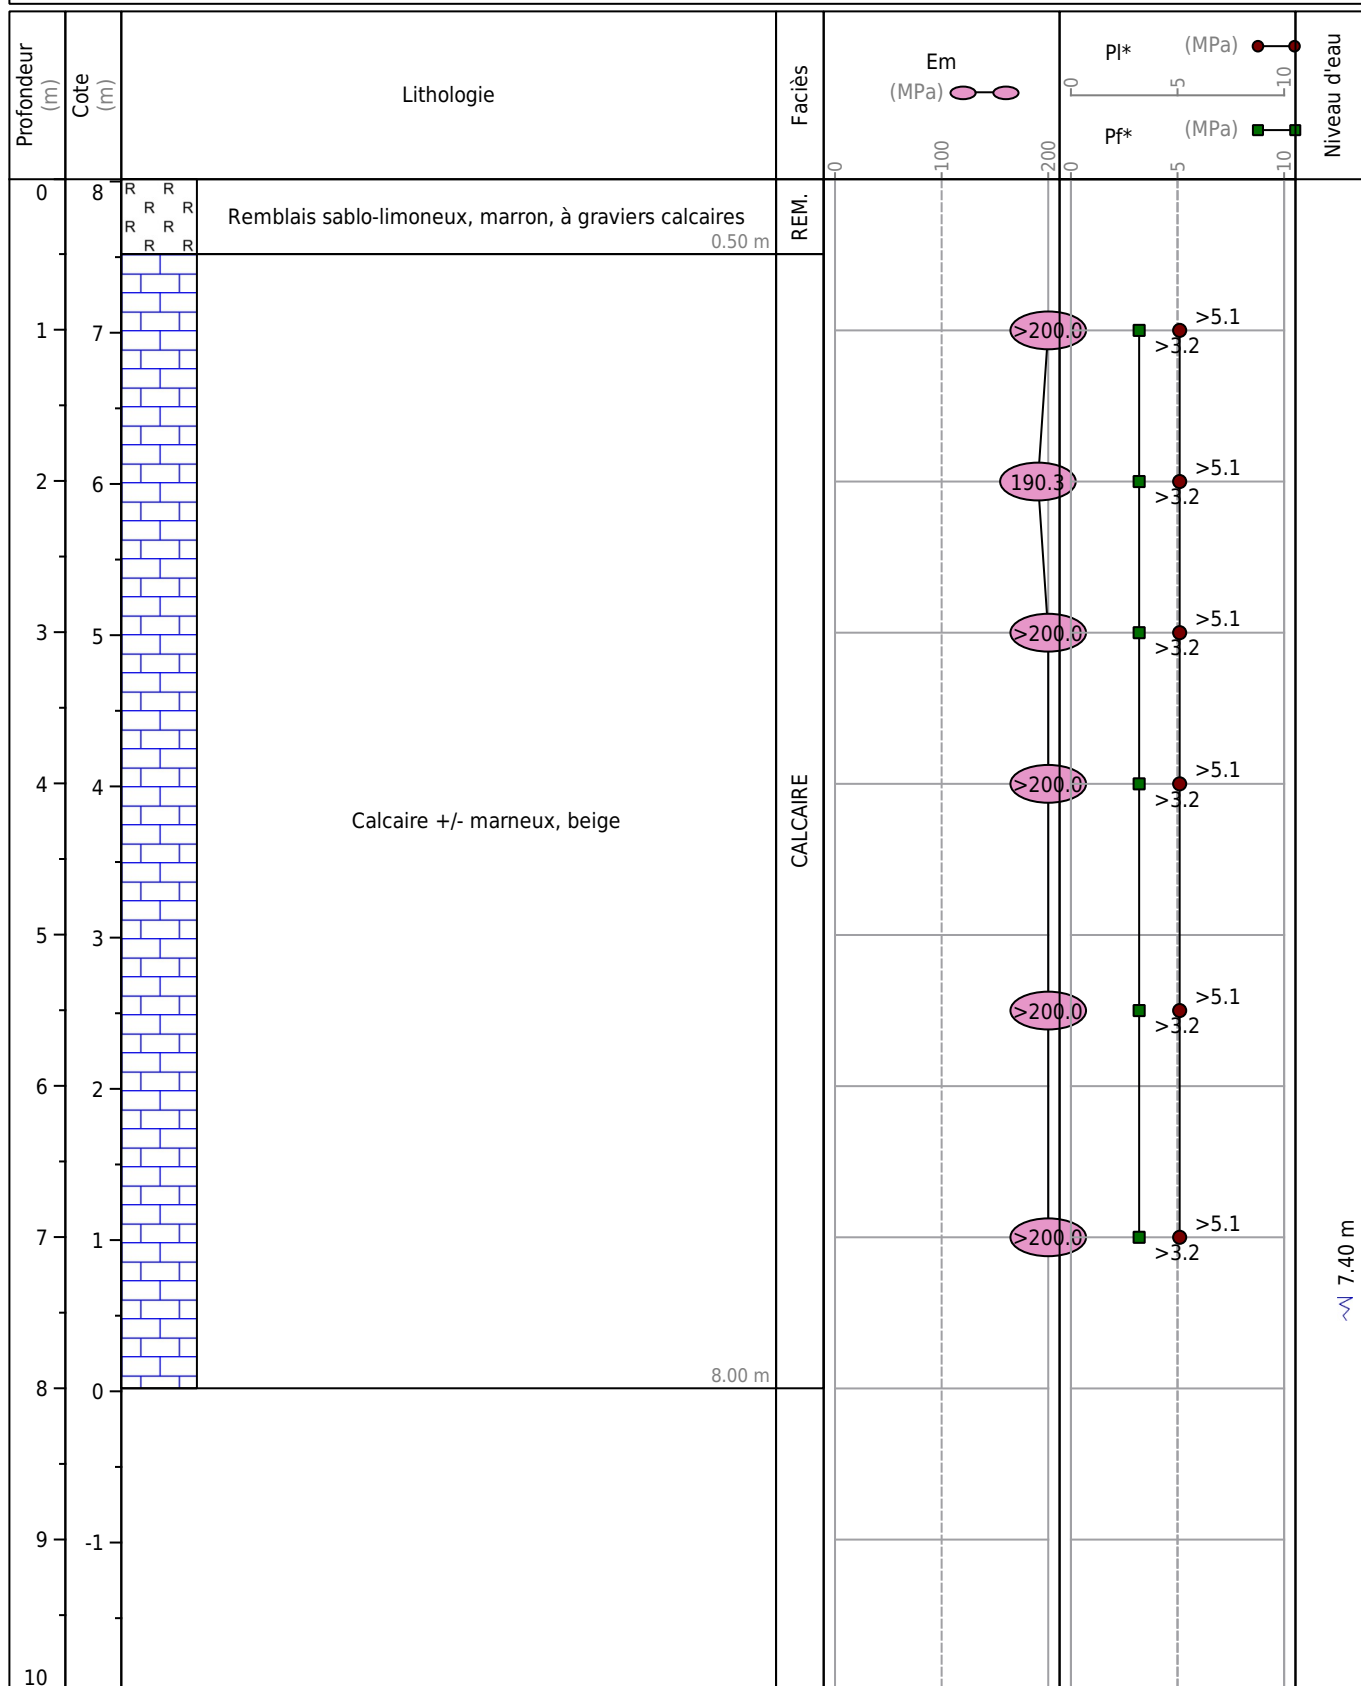 Profondeur
(m)
Cote
(m)
Lithologie
Faciès
Em
(MPa)
0
100
200
Pl*
(MPa)
0
5
10
Pf*
(MPa)
0
5
10
Niveau d'eau
0
8
R R
R R
R R
R R
Remblais sablo-limoneux, marron, à graviers calcaires
0.50 m
REM.
1
7
>200.0
>5.1
>3.2
2
6
190.3
>5.1
>3.2
3
5
>200.0
>5.1
>3.2
4
4
>200.0
>5.1
>3.2
Calcaire +/- marneux, beige
CALCAIRE
5
3
>200.0
>5.1
>3.2
6
2
7
1
>200.0
>5.1
>3.2
7.40 m
8.00 m
8
0
9
-1
10